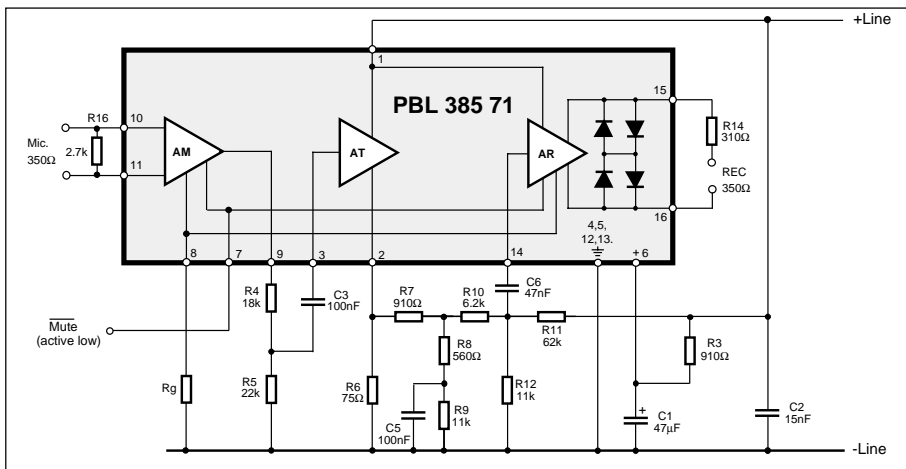 +Line
1
PBL 385 71
15
R16
10
Mic.
350Ω
2.7k
11
AM
AT
AR
R14
310Ω
REC
350Ω
16
4,5,
12,13.
8
7
9
3
2
14
+ 6
R4
18k
C3
100nF
R7
910Ω
R10
6.2k
C6
47nF
R11
62k
R3
910Ω
Mute
(active low)
R8
560Ω
Rg
R5
22k
R6
75Ω
C5
100nF
R9
11k
R12
11k
+
C1
47µF
C2
15nF
-Line